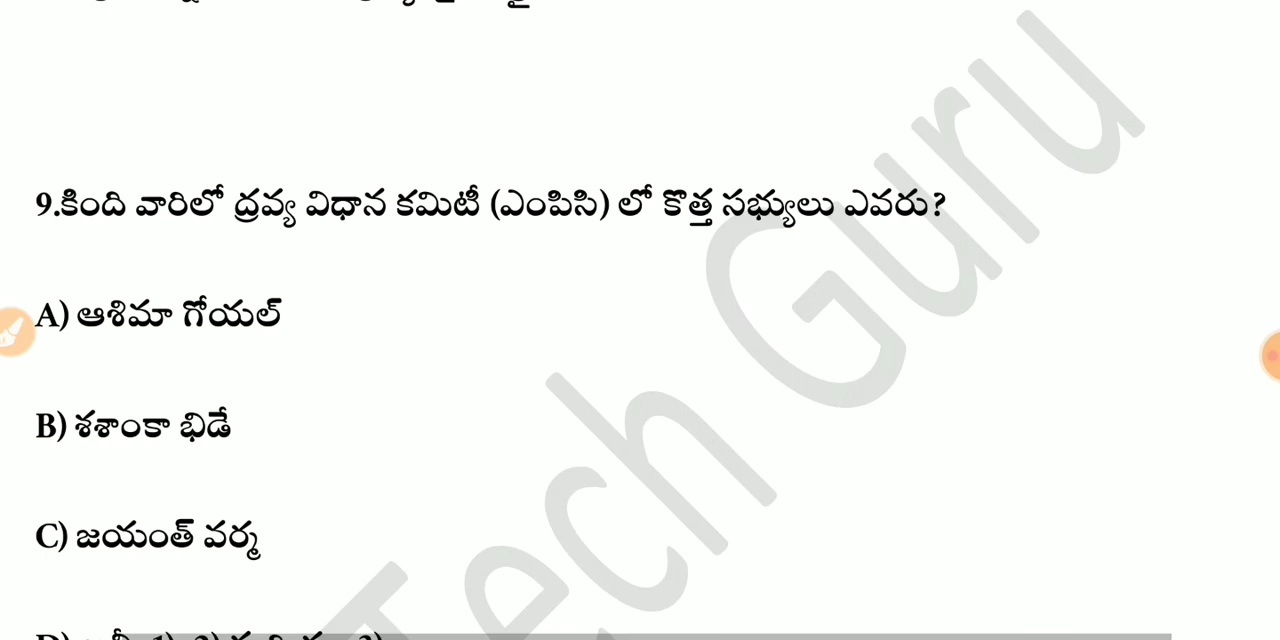 9.కింది వారిలో ద్రవ్య విధాన కమిటీ (ఎంపిసి) లో కొత్త సభ్యులు ఎవరు?
A) ఆశిమా గోయల్
B) శశాంకా భిడే
C) జయంత్ వర్మ
Tech Guru